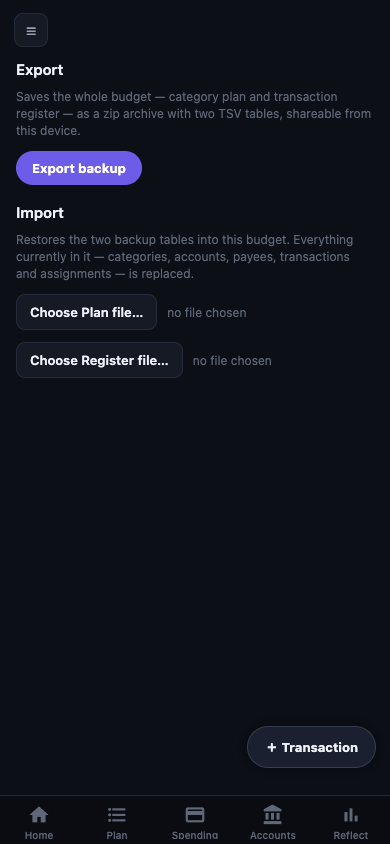 Export
Saves the whole budget — category plan and transaction
register — as a zip archive with two TSV tables, shareable from
this device.
Export backup
Import
Restores the two backup tables into this budget. Everything
currently in it — categories, accounts, payees, transactions
and assignments — is replaced.
Choose Plan file... no file chosen
Choose Register file... no file chosen
+ Transaction
Home Plan Spending Accounts Reflect